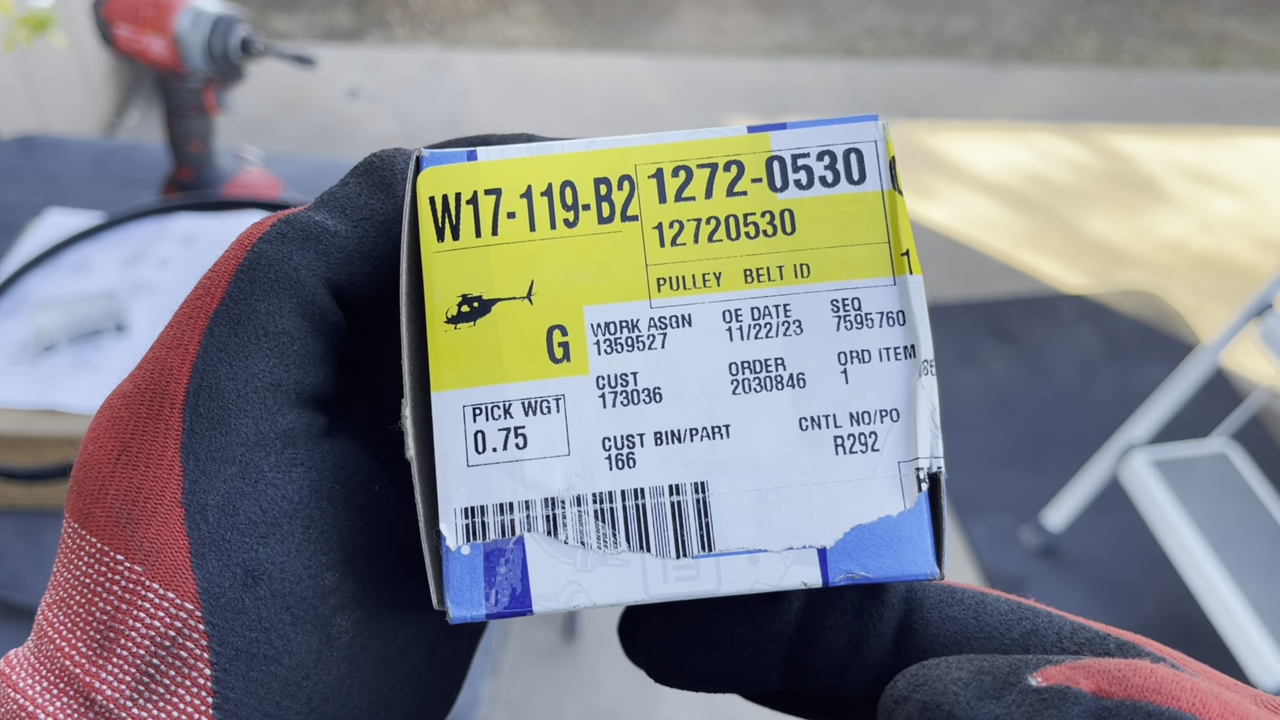 W17-119-B2
1272-0530
12720530
PULLEY BELT ID
1
G
WORK ASGN
1359527
OE DATE
11/22/23
SEQ
7595760
CUST
173036
ORDER
2030846
ORD ITEM
1
PICK WGT
0.75
CUST BIN/PART
166
CNTL NO/PO
R292